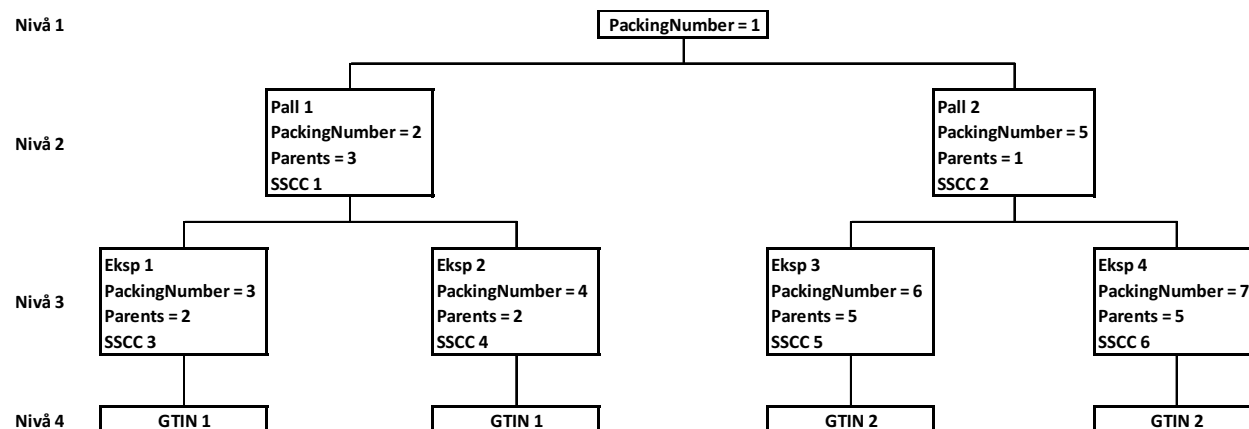 Nivå 1
PackingNumber = 1
Nivå 2
Pall 1
PackingNumber = 2
Parents = 3
SSCC 1
Pall 2
PackingNumber = 5
Parents = 1
SSCC 2
Nivå 3
Eksp 1
PackingNumber = 3
Parents = 2
SSCC 3
Eksp 2
PackingNumber = 4
Parents = 2
SSCC 4
Eksp 3
PackingNumber = 6
Parents = 5
SSCC 5
Eksp 4
PackingNumber = 7
Parents = 5
SSCC 6
Nivå 4
GTIN 1
GTIN 1
GTIN 2
GTIN 2